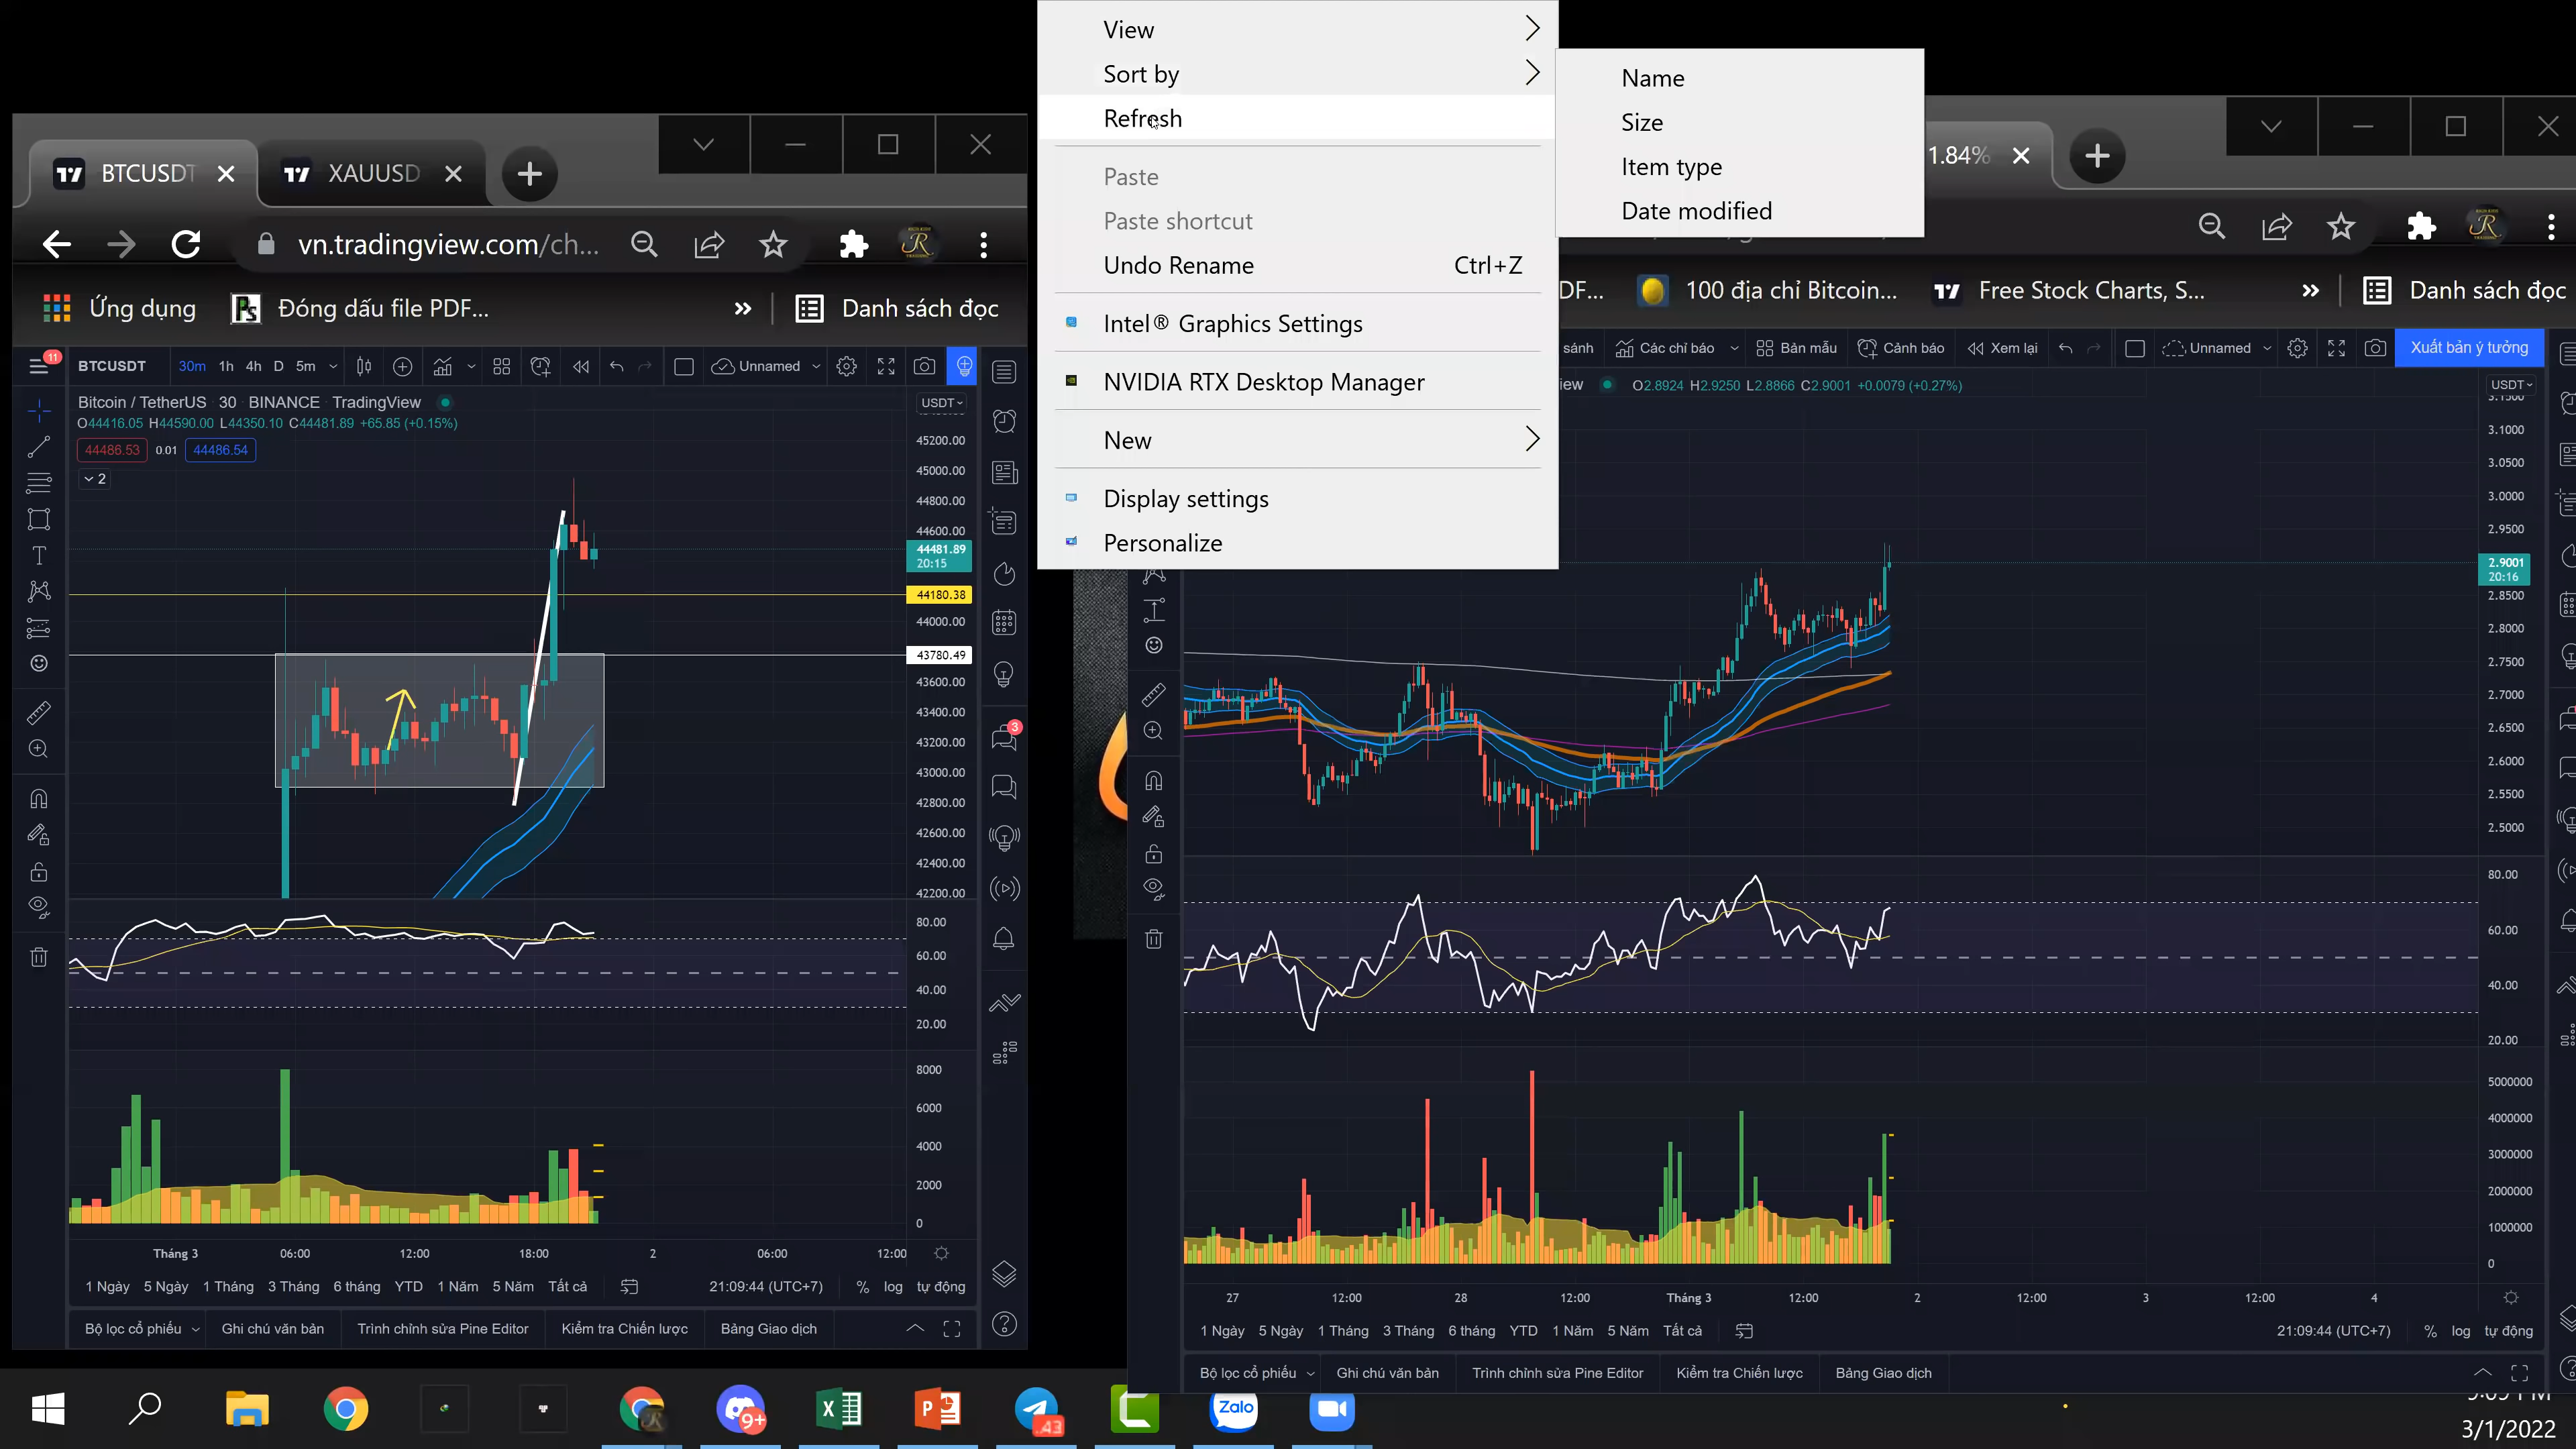 View
Sort by
Refresh
Paste
Paste shortcut
Undo Rename Ctrl+Z
Intel® Graphics Settings
NVIDIA RTX Desktop Manager
New
Display settings
Personalize
Name
Size
Item type
Date modified
BTCUSDT
XAUUSD
vn.tradingview.com/ch...
Ứng dụng
Đóng dấu file PDF...
»
Danh sách đọc
11
BTCUSDT 30m 1h 4h D 5m
Unnamed
Bitcoin / TetherUS 30 BINANCE TradingView
USDT
O44416.05 H44590.00 L44350.10 C44481.89 +65.85 (+0.15%)
44486.53 0.01 44486.54
2
45200.00
45000.00
44800.00
44600.00
44481.89
20:15
44180.38
44000.00
43780.49
43600.00
43400.00
43200.00
43000.00
42800.00
42600.00
42400.00
42200.00
80.00
60.00
40.00
20.00
8000
6000
4000
2000
0
3
Tháng 3 06:00 12:00 18:00 2 06:00 12:00
1 Ngày 5 Ngày 1 Tháng 3 Tháng 6 tháng YTD 1 Năm 5 Năm Tất cả 21:09:44 (UTC+7) % log tự động
Bộ lọc cổ phiếu Ghi chú văn bản Trình chỉnh sửa Pine Editor Kiểm tra Chiến lược Bảng Giao dịch
1.84%
DF... 100 địa chỉ Bitcoin... Free Stock Charts, S... » Danh sách đọc
sánh Các chỉ báo Bản mẫu Cảnh báo Xem lại Unnamed Xuất bản ý tưởng
iew O2.8924 H2.9250 L2.8866 C2.9001 +0.0079 (+0.27%)
USDT
3.1500
3.1000
3.0500
3.0000
2.9500
2.9001
20:16
2.8500
2.8000
2.7500
2.7000
2.6500
2.6000
2.5500
2.5000
80.00
60.00
40.00
20.00
5000000
4000000
3000000
2000000
1000000
0
27 12:00 28 12:00 Tháng 3 12:00 2 12:00 3 12:00 4
1 Ngày 5 Ngày 1 Tháng 3 Tháng 6 tháng YTD 1 Năm 5 Năm Tất cả 21:09:44 (UTC+7) % log tự động
Bộ lọc cổ phiếu Ghi chú văn bản Trình chỉnh sửa Pine Editor Kiểm tra Chiến lược Bảng Giao dịch
9+
43
Zalo
9:09 PM
3/1/2022